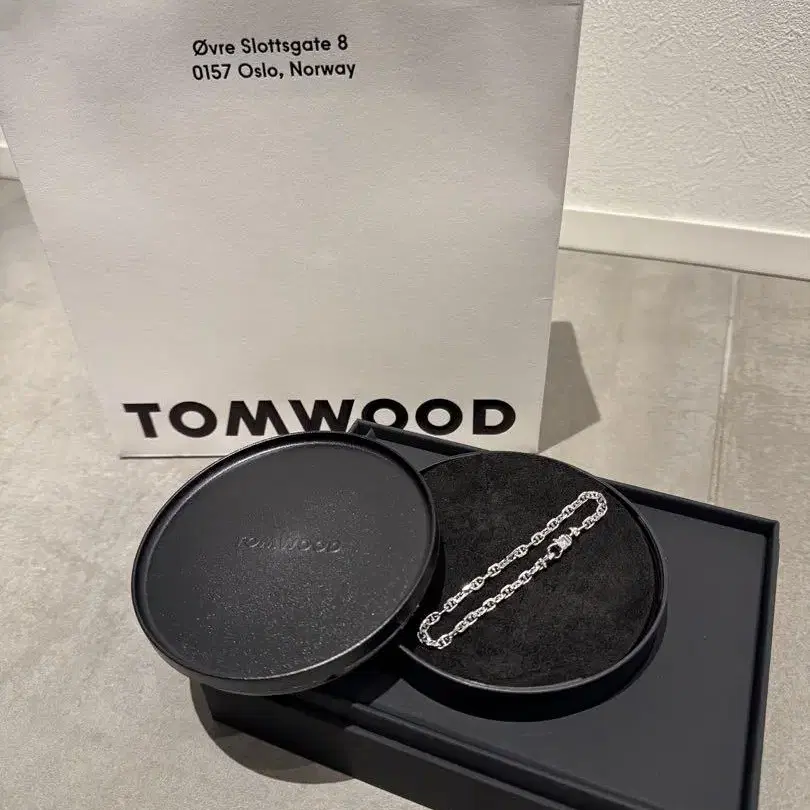 Øvre Slottsgate 8
0157 Oslo, Norway
TOMWOOD
TOMWOOD